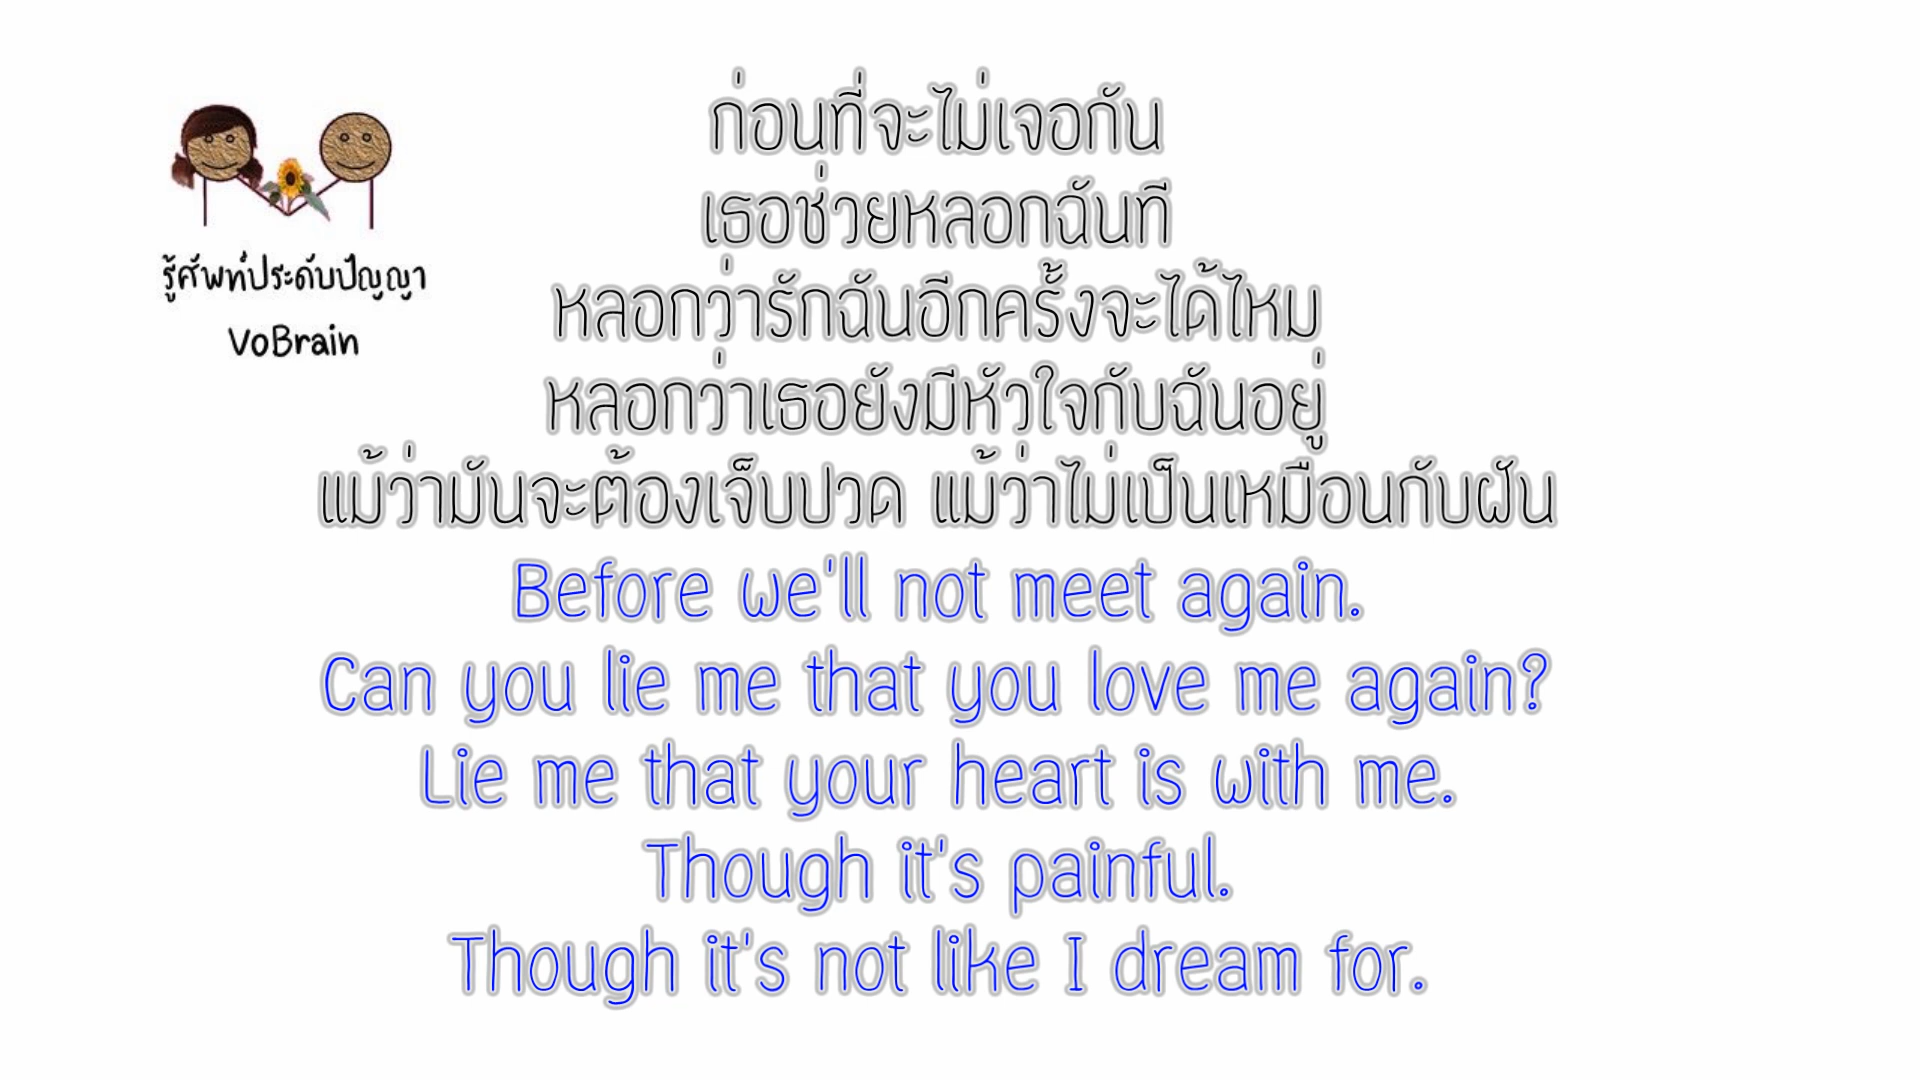 รู้ศัพท์ประดับปัญญา
VoBrain
ก่อนที่จะไม่เจอกัน
เธอช่วยหลอกฉันที
หลอกว่ารักฉันอีกครั้งจะได้ไหม
หลอกว่าเธอยังมีหัวใจกับฉันอยู่
แม้ว่ามันจะต้องเจ็บปวด แม้ว่าไม่เป็นเหมือนกับฝัน
Before we'll not meet again.
Can you lie me that you love me again?
Lie me that your heart is with me.
Though it's painful.
Though it's not like I dream for.